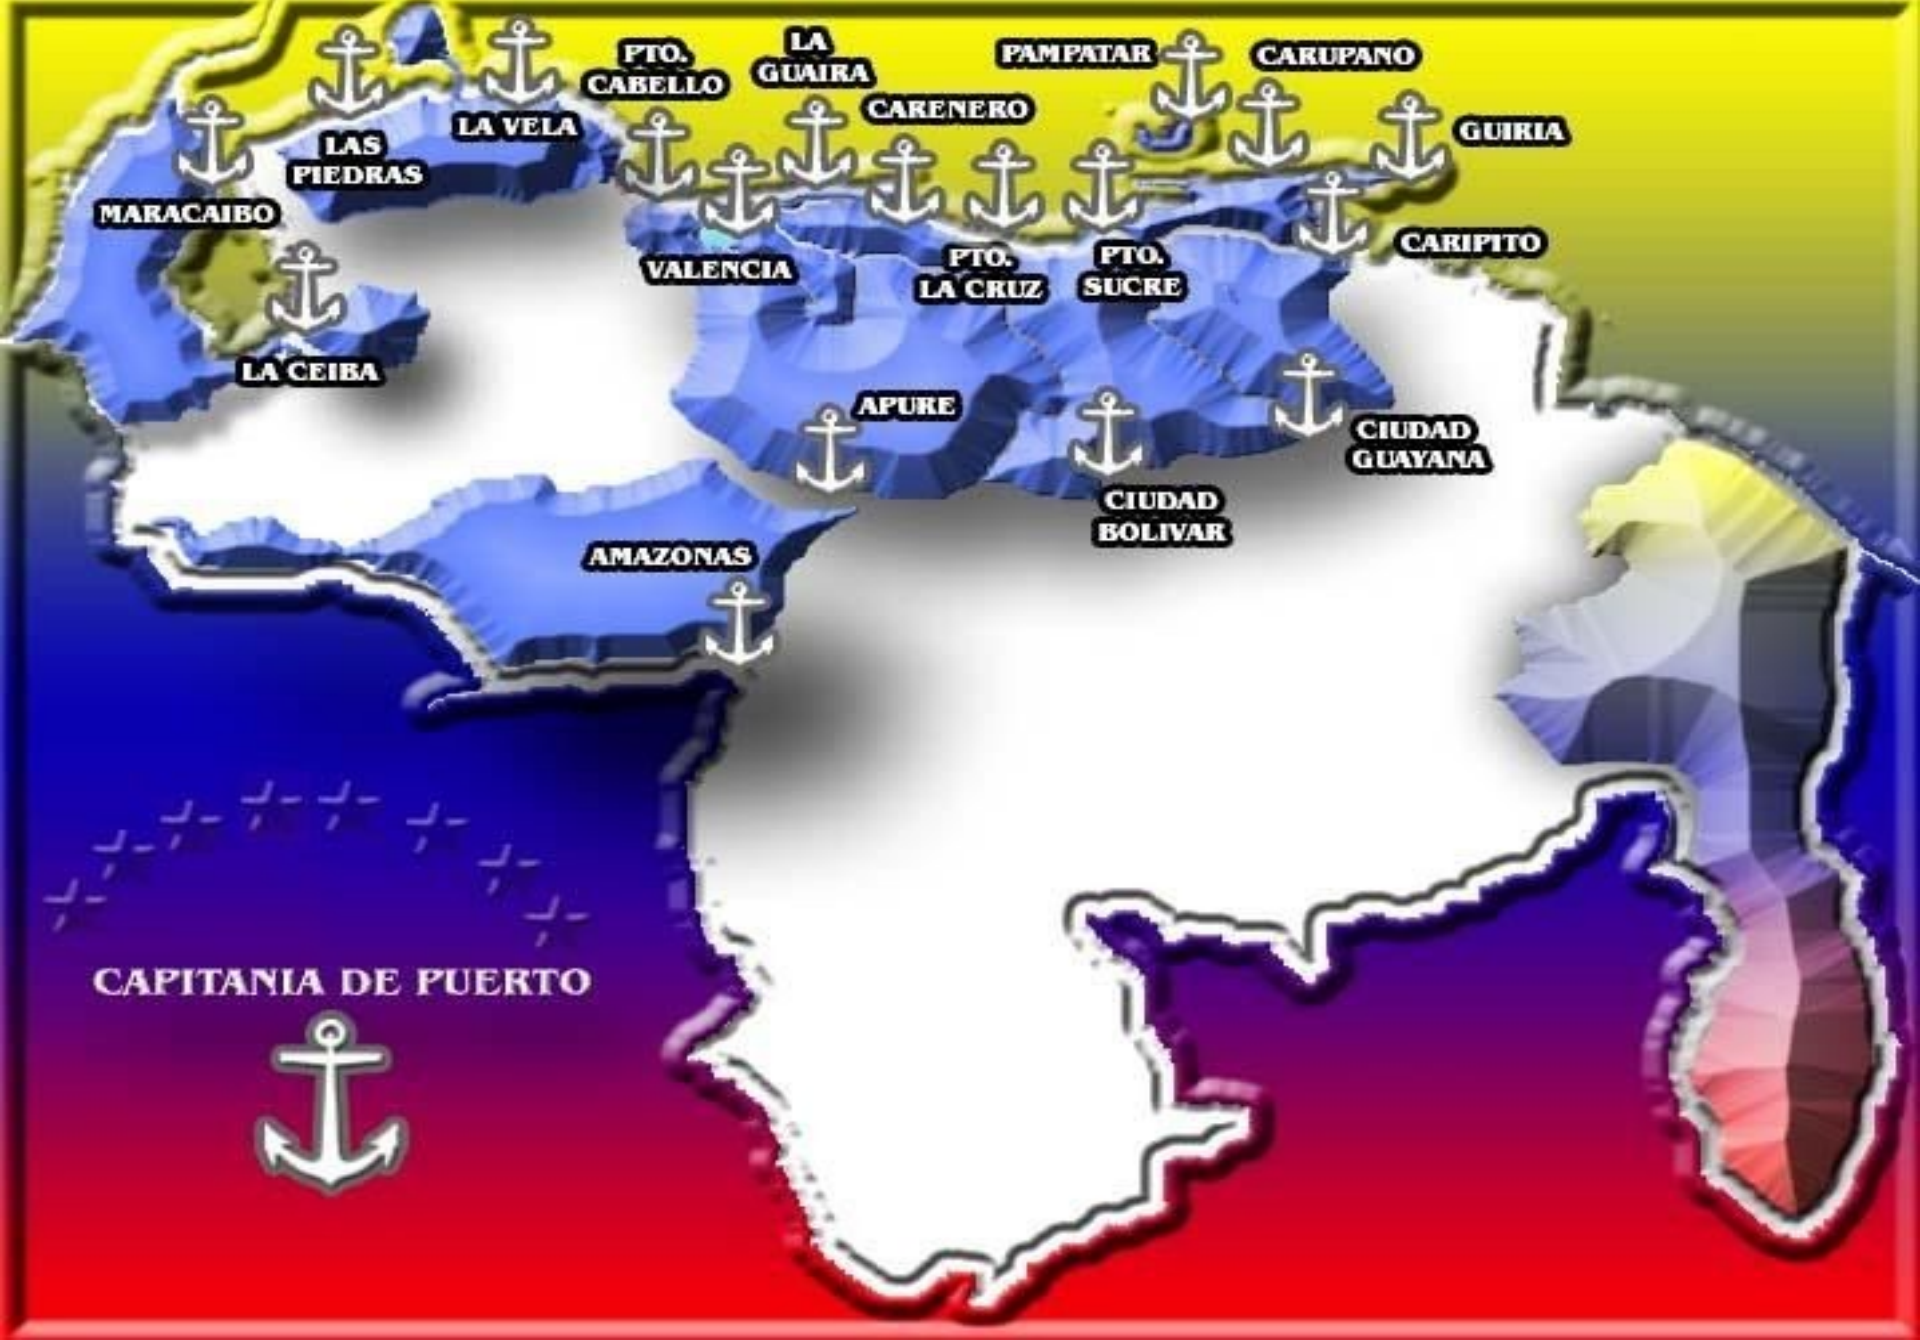 PTO.
CABELLO
LA
GUAIRA
PAMPATAR
CARUPANO
CARENERO
LA VELA
GUIRIA
LAS
PIEDRAS
MARACAIBO
CARIPITO
VALENCIA
PTO.
LA CRUZ
PTO.
SUCRE
LA CEIBA
APURE
CIUDAD
GUAYANA
CIUDAD
BOLIVAR
AMAZONAS
CAPITANIA DE PUERTO